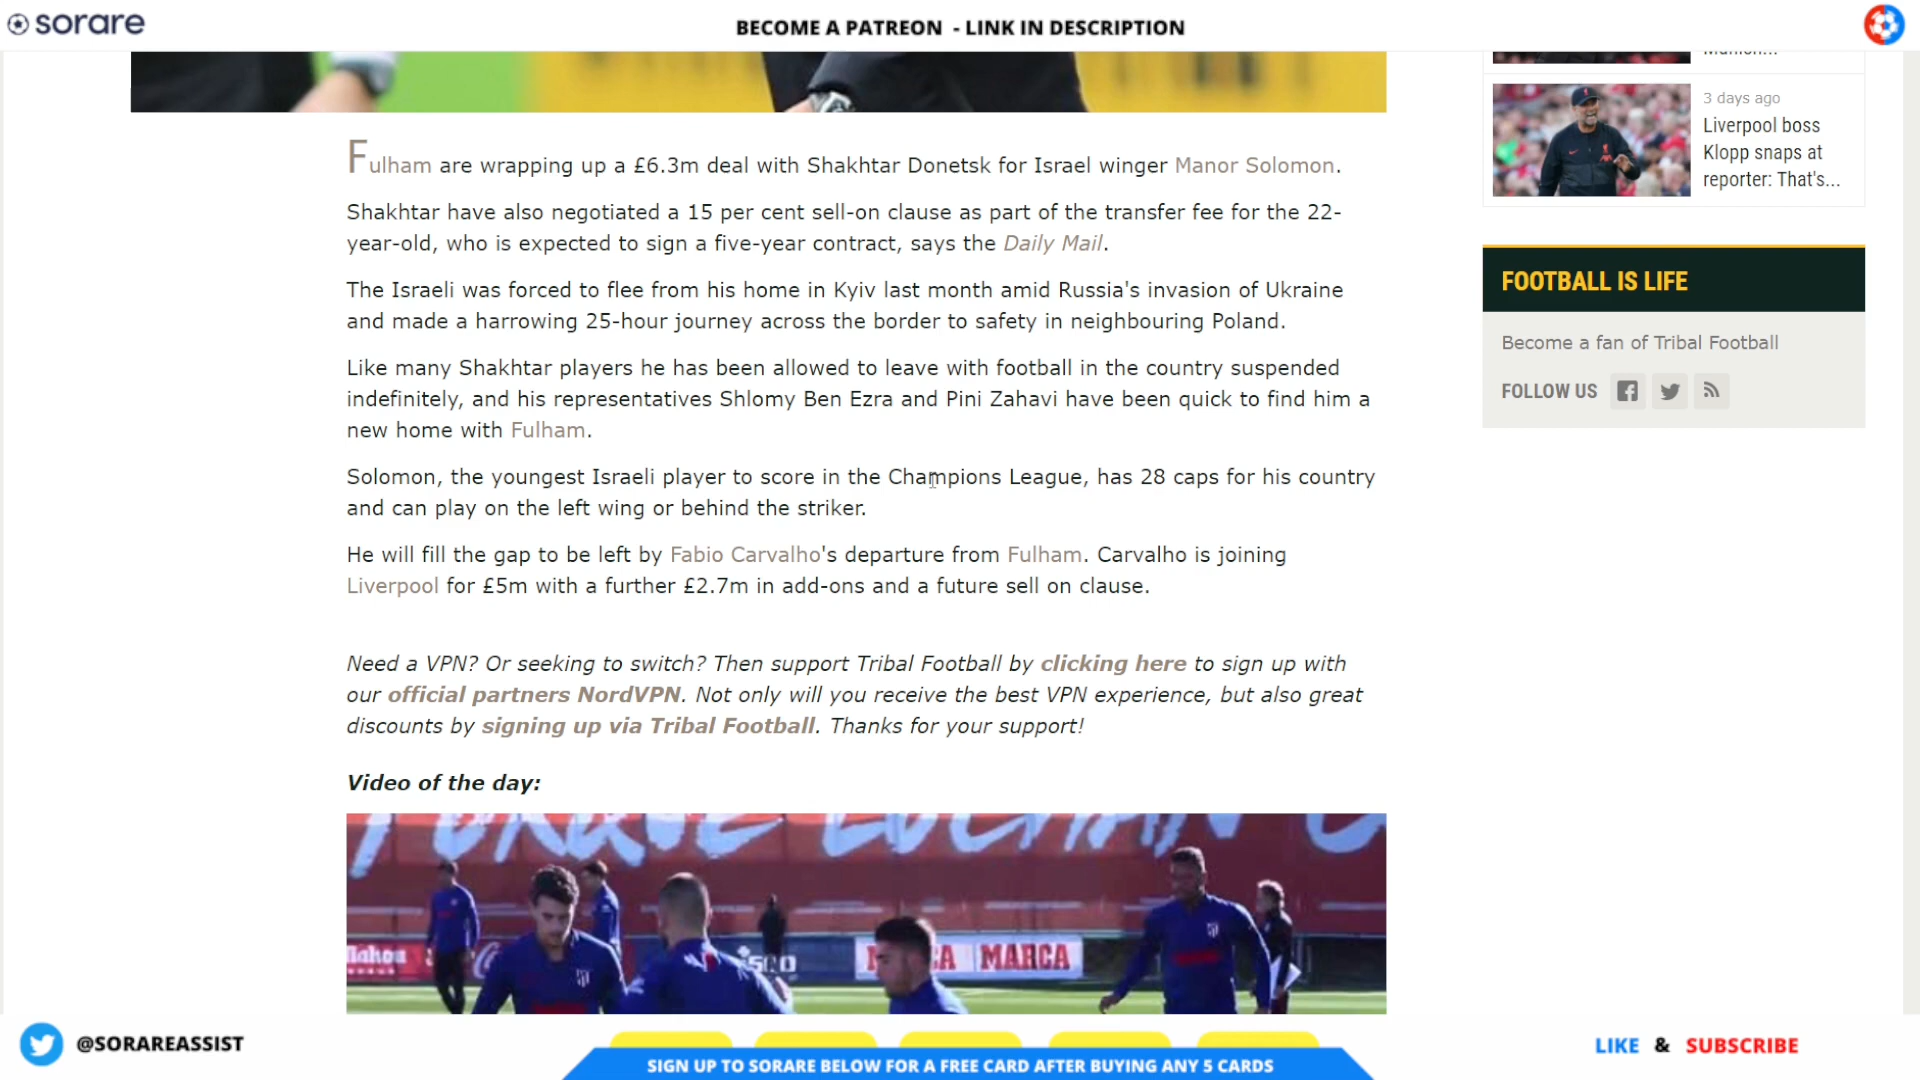 sorare
BECOME A PATREON - LINK IN DESCRIPTION
3 days ago
Liverpool boss
Klopp snaps at
reporter: That's...
Fulham are wrapping up a £6.3m deal with Shakhtar Donetsk for Israel winger Manor Solomon.
Shakhtar have also negotiated a 15 per cent sell-on clause as part of the transfer fee for the 22-
year-old, who is expected to sign a five-year contract, says the Daily Mail.
The Israeli was forced to flee from his home in Kyiv last month amid Russia's invasion of Ukraine
and made a harrowing 25-hour journey across the border to safety in neighbouring Poland.
Like many Shakhtar players he has been allowed to leave with football in the country suspended
indefinitely, and his representatives Shlomy Ben Ezra and Pini Zahavi have been quick to find him a
new home with Fulham.
Solomon, the youngest Israeli player to score in the Champions League, has 28 caps for his country
and can play on the left wing or behind the striker.
He will fill the gap to be left by Fabio Carvalho's departure from Fulham. Carvalho is joining
Liverpool for £5m with a further £2.7m in add-ons and a future sell on clause.
Need a VPN? Or seeking to switch? Then support Tribal Football by clicking here to sign up with
our official partners NordVPN. Not only will you receive the best VPN experience, but also great
discounts by signing up via Tribal Football. Thanks for your support!
Video of the day:
MARCA
FOOTBALL IS LIFE
Become a fan of Tribal Football
FOLLOW US
@SORAREASSIST
SIGN UP TO SORARE BELOW FOR A FREE CARD AFTER BUYING ANY 5 CARDS
LIKE & SUBSCRIBE